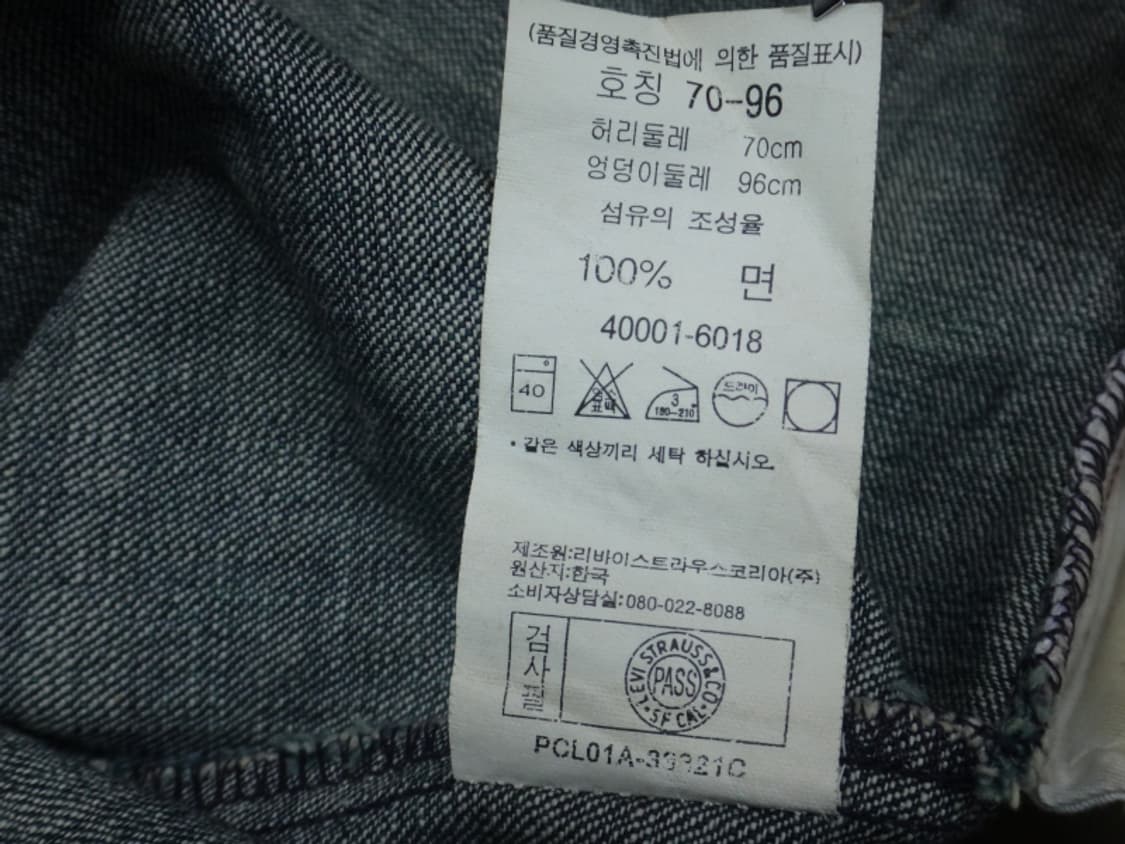 (품질경영촉진법에 의한 품질표시)
호칭 70-96
허리둘레 70cm
엉덩이둘레 96cm
섬유의 조성율
100% 면
40001-6018
40
염소
표백
3
180~210
드라이
• 같은 색상끼리 세탁 하십시오.
제조원:리바이스트라우스코리아(주)
원산지:한국
소비자상담실:080-022-8088
검사필
LEVI STRAUSS & CO
PASS
SF CAL